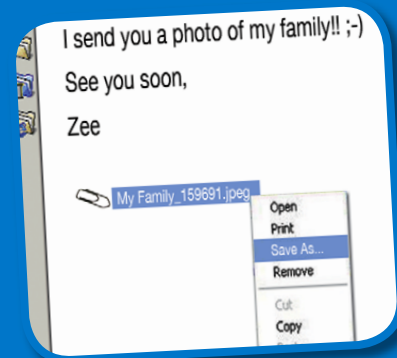 I send you a photo of my family!! ;-)
See you soon,
Zee
My Family_159691.jpeg
Open
Print
Save As...
Remove
Cut
Copy